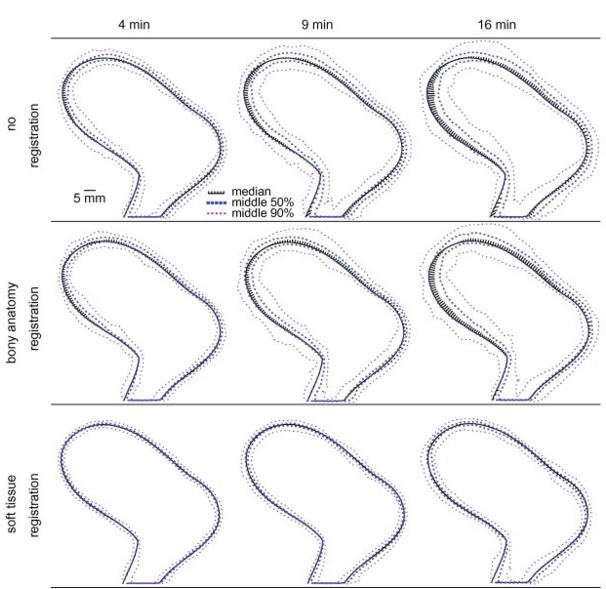 4 min 9 min 16 min
no
registration
5 mm
median
middle 50%
middle 90%
bony anatomy
registration
soft tissue
registration